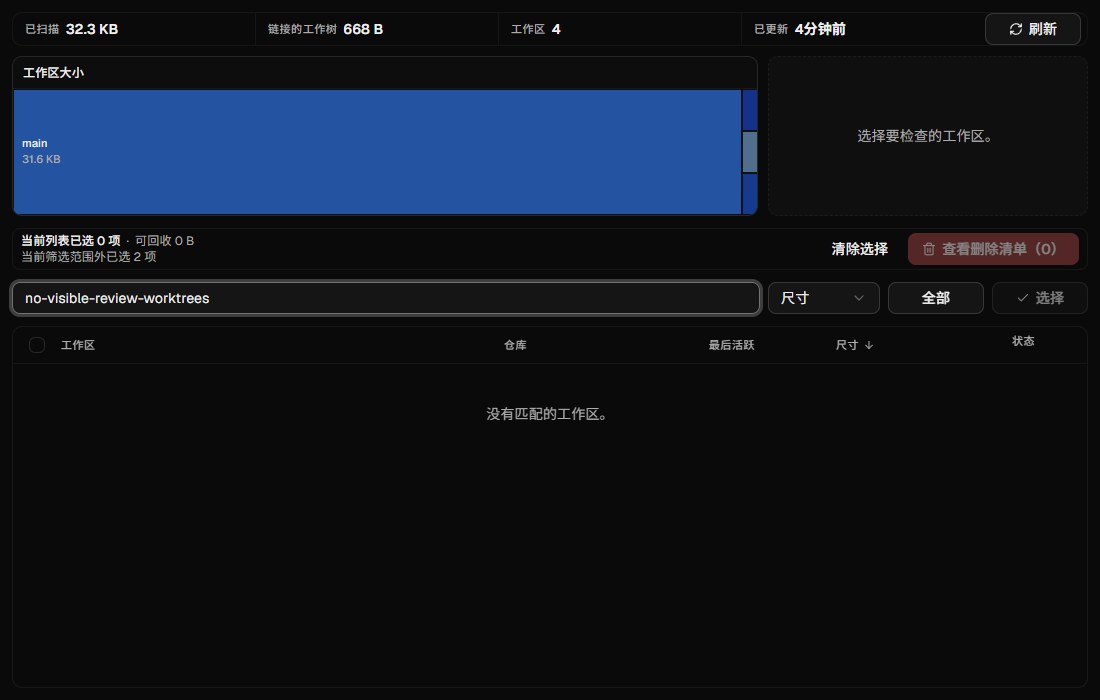 已扫描 32.3 KB
链接的工作树 668 B
工作区 4
已更新 4分钟前
刷新
工作区大小
main
31.6 KB
选择要检查的工作区。
当前列表已选 0 项 · 可回收 0 B
当前筛选范围外已选 2 项
清除选择
查看删除清单（0）
no-visible-review-worktrees
尺寸
全部
选择
工作区
仓库
最后活跃
尺寸
状态
没有匹配的工作区。